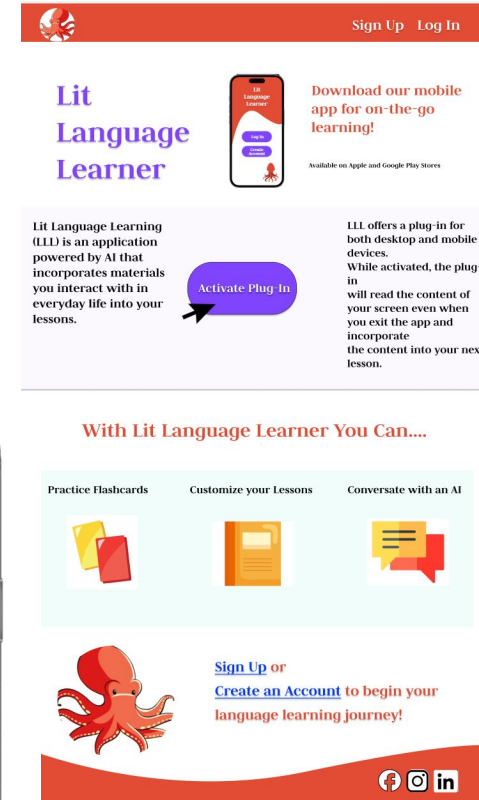 Sign Up Log In
Lit
Language
Learner
Lit
Language
Learner
Log In
Create
Account
Download our mobile
app for on-the-go
learning!
Available on Apple and Google Play Stores
Lit Language Learning
(LLL) is an application
powered by AI that
incorporates materials
you interact with in
everyday life into your
lessons.
Activate Plug-In
LLL offers a plug-in for
both desktop and mobile
devices.
While activated, the plug-
in
will read the content of
your screen even when
you exit the app and
incorporate
the content into your nex
lesson.
With Lit Language Learner You Can....
Practice Flashcards
Customize your Lessons
Conversate with an AI
Sign Up or
Create an Account to begin your
language learning journey!
in